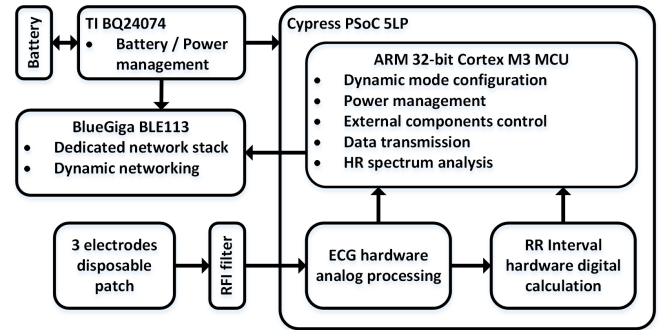 Battery
TI BQ24074
• Battery / Power
management
Cypress PSoC 5LP
ARM 32-bit Cortex M3 MCU
• Dynamic mode configuration
• Power management
• External components control
• Data transmission
• HR spectrum analysis
BlueGiga BLE113
• Dedicated network stack
• Dynamic networking
3 electrodes
disposable
patch
RFI filter
ECG hardware
analog processing
RR Interval
hardware digital
calculation